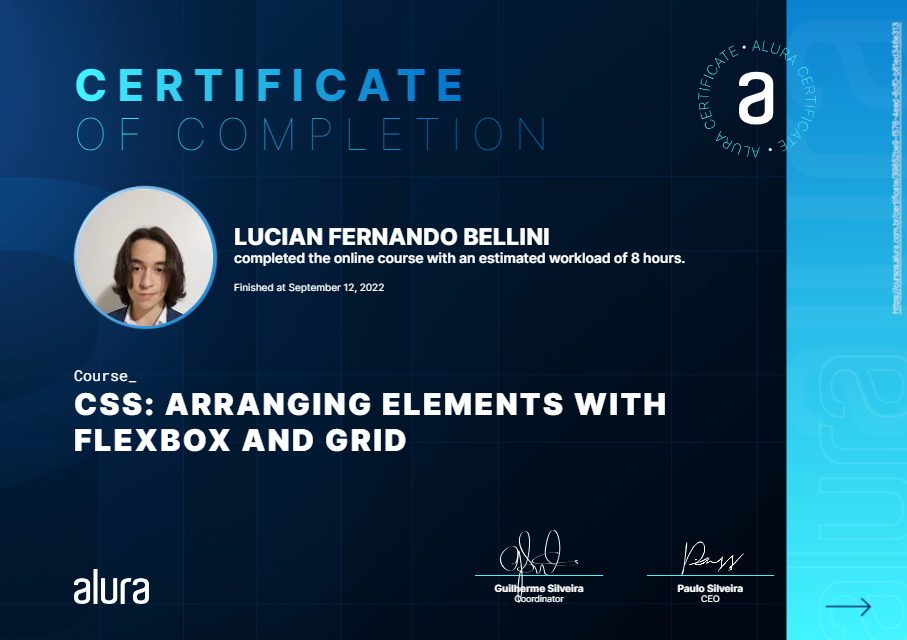 CERTIFICATE
OF COMPLETION
ALURA CERTIFICATE • ALURA CERTIFICATE •
a
LUCIAN FERNANDO BELLINI
completed the online course with an estimated workload of 8 hours.
Finished at September 12, 2022
Course_
CSS: ARRANGING ELEMENTS WITH
FLEXBOX AND GRID
alura
Guilherme Silveira
Coordinator
Paulo Silveira
CEO
alura